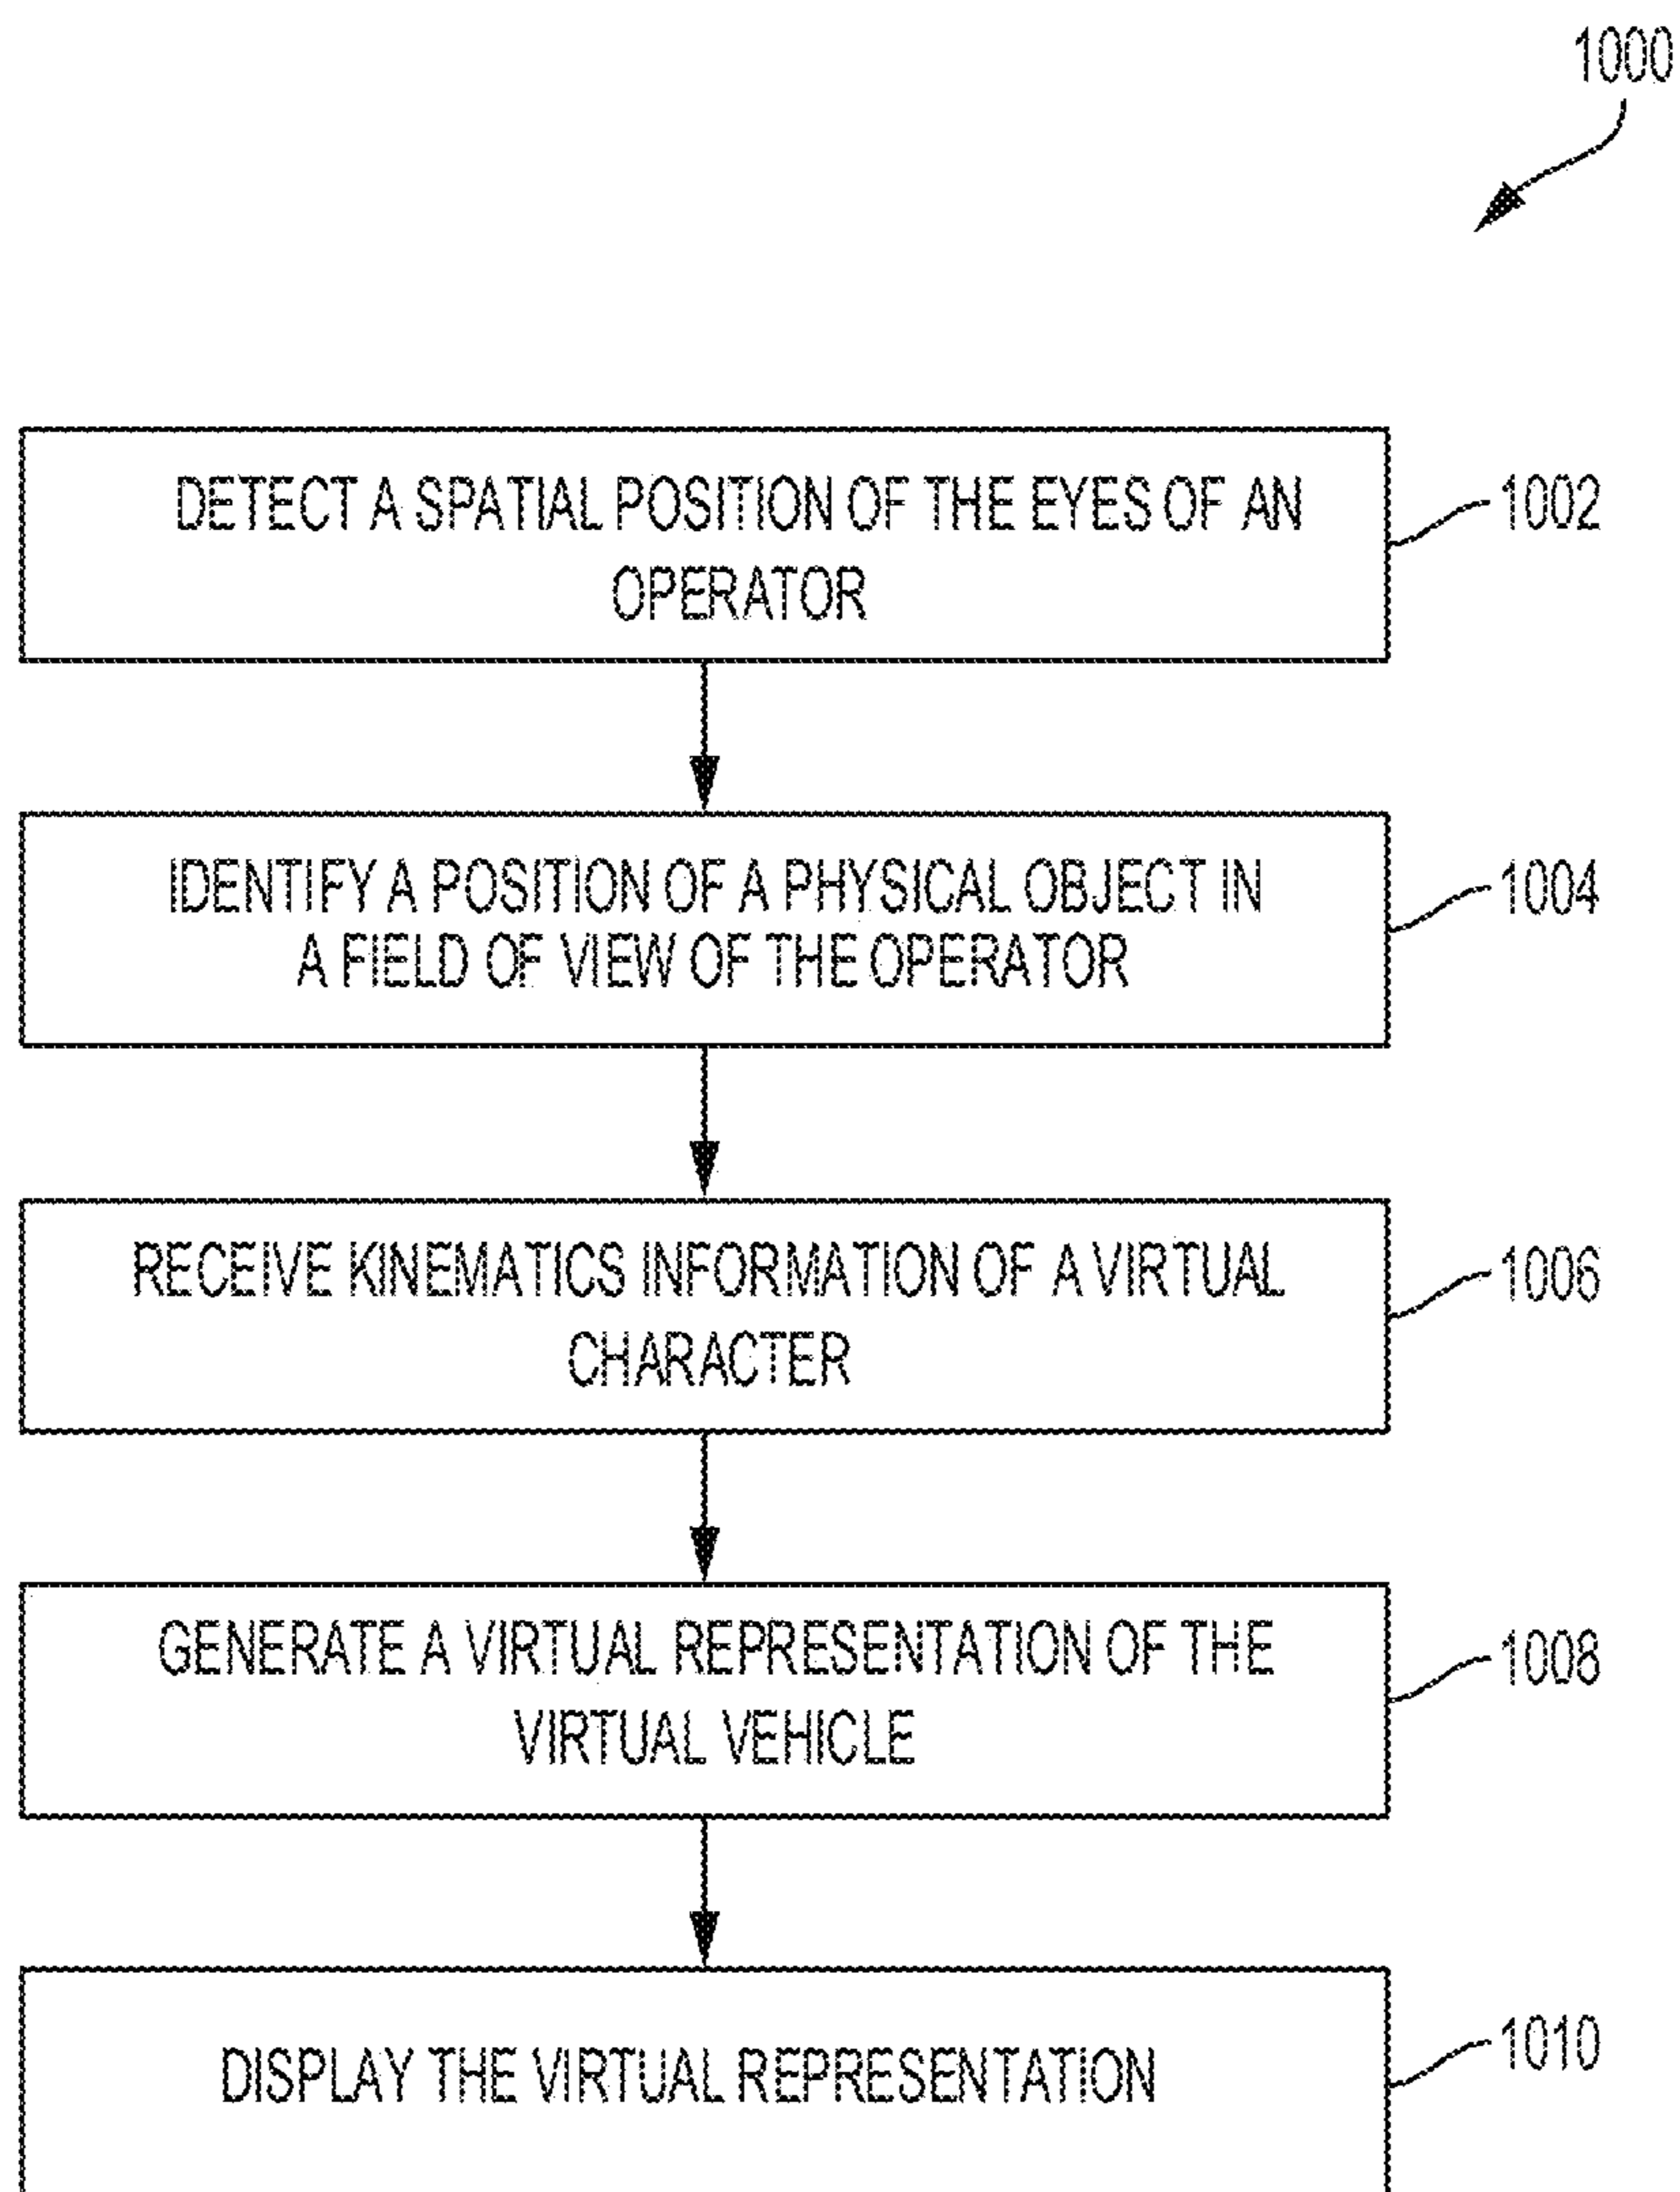 1000
DETECT A SPATIAL POSITION OF THE EYES OF AN
OPERATOR
1002
IDENTIFY A POSITION OF A PHYSICAL OBJECT IN
A FIELD OF VIEW OF THE OPERATOR
1004
RECEIVE KINEMATICS INFORMATION OF A VIRTUAL
CHARACTER
1006
GENERATE A VIRTUAL REPRESENTATION OF THE
VIRTUAL VEHICLE
1008
DISPLAY THE VIRTUAL REPRESENTATION
1010